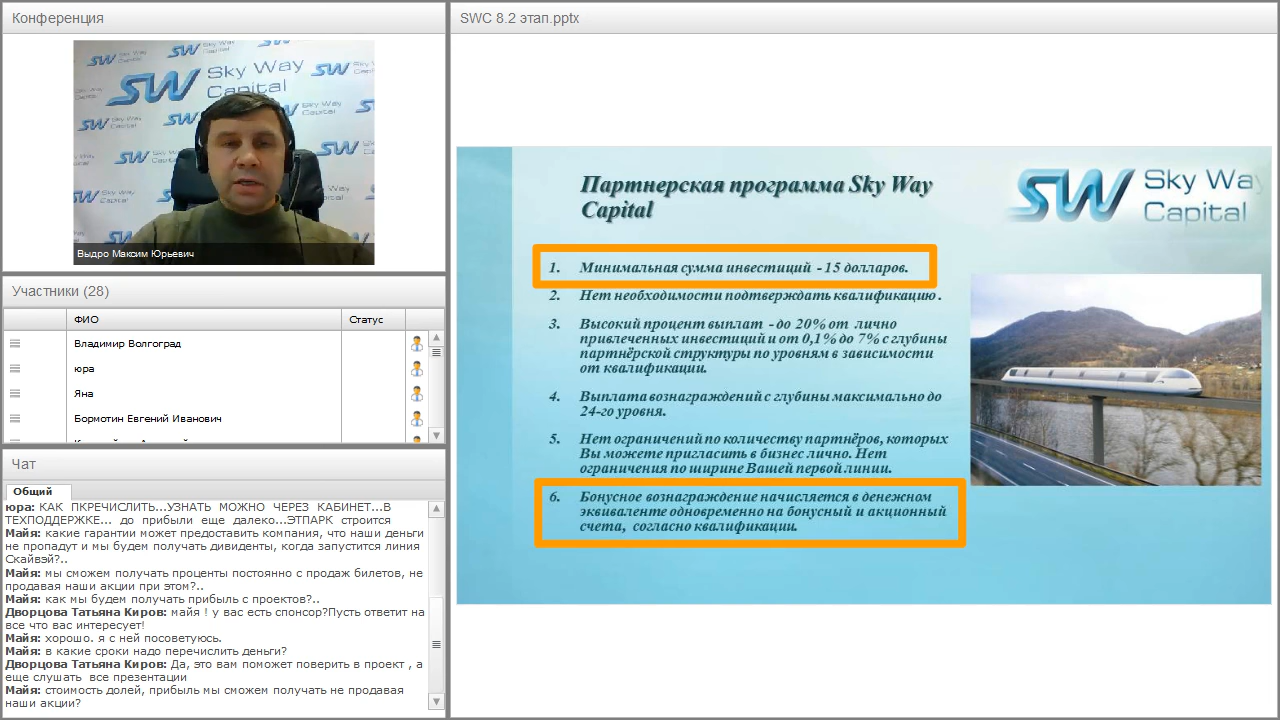 Конференция
SW Sky Way
Capital
Выдро Максим Юрьевич
Участники (28)
ФИО
Статус
Владимир Волгоград
юра
Яна
Бормотин Евгений Иванович
Чат
Общий
юра: КАК ПКРЕЧИСЛИТЬ...УЗНАТЬ МОЖНО ЧЕРЕЗ КАБИНЕТ...В
ТЕХПОДДЕРЖКЕ... до прибыли еще далеко...ЭТПАРК строится
Майя: какие гарантии может предоставить компания, что наши деньги
не пропадут и мы будем получать дивиденты, когда запустится линия
Скайвэй?..
Майя: мы сможем получать проценты постоянно с продаж билетов, не
продавая наши акции при этом?..
Майя: как мы будем получать прибыль с проектов?..
Дворцова Татьяна Киров: майя ! у вас есть спонсор?Пусть ответит на
все что вас интересует!
Майя: хорошо. я с ней посоветуюсь.
Майя: в какие сроки надо перечислить деньги?
Дворцова Татьяна Киров: Да, это вам поможет поверить в проект , а
еще слушать все презентации
Майя: стоимость долей, прибыль мы сможем получать не продавая
наши акции?
SWC 8.2 этап.pptx
Партнерская программа Sky Way
Capital
SW Sky Way
Capital
1. Минимальная сумма инвестиций - 15 долларов.
2. Нет необходимости подтверждать квалификацию .
3. Высокий процент выплат - до 20% от лично
привлеченных инвестиций и от 0,1% до 7% с глубины
партнёрской структуры по уровням в зависимости
от квалификации.
4. Выплата вознаграждений с глубины максимально до
24-го уровня.
5. Нет ограничений по количеству партнёров, которых
Вы можете пригласить в бизнес лично. Нет
ограничения по ширине Вашей первой линии.
6. Бонусное вознаграждение начисляется в денежном
эквиваленте одновременно на бонусный и акционный
счета, согласно квалификации.